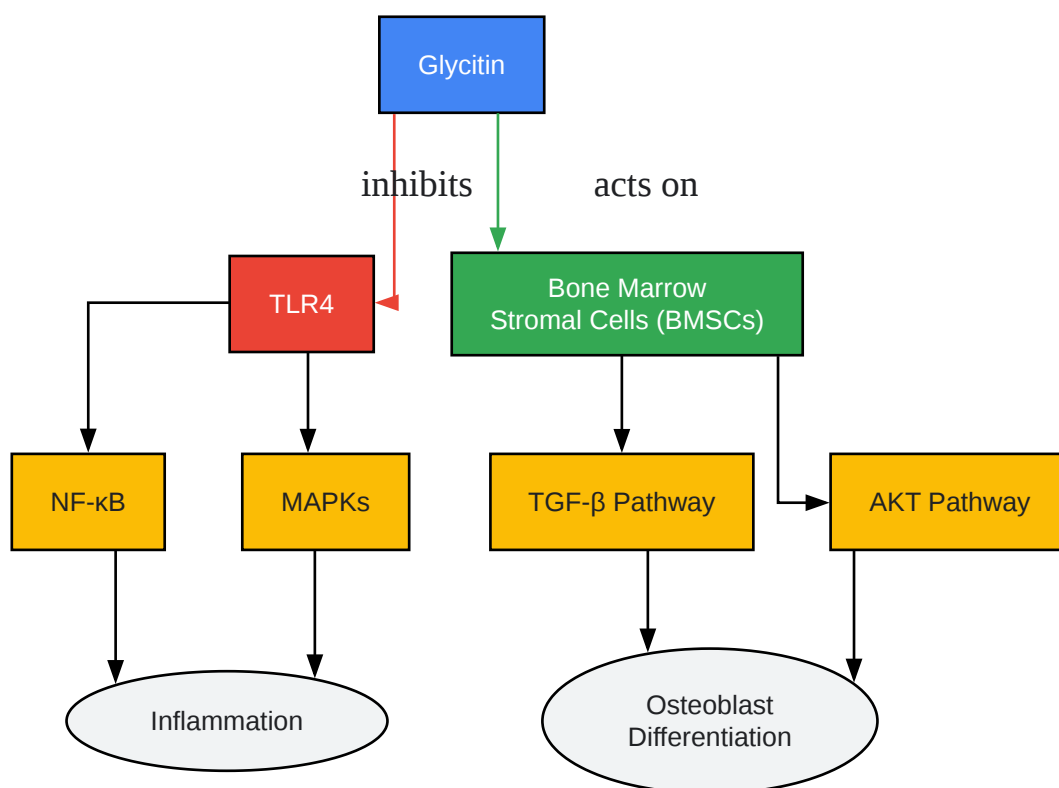 Glycitin
inhibits
acts on
TLR4
Bone Marrow
Stromal Cells (BMSCs)
NF-κB
MAPKs
TGF-β Pathway
AKT Pathway
Inflammation
Osteoblast
Differentiation